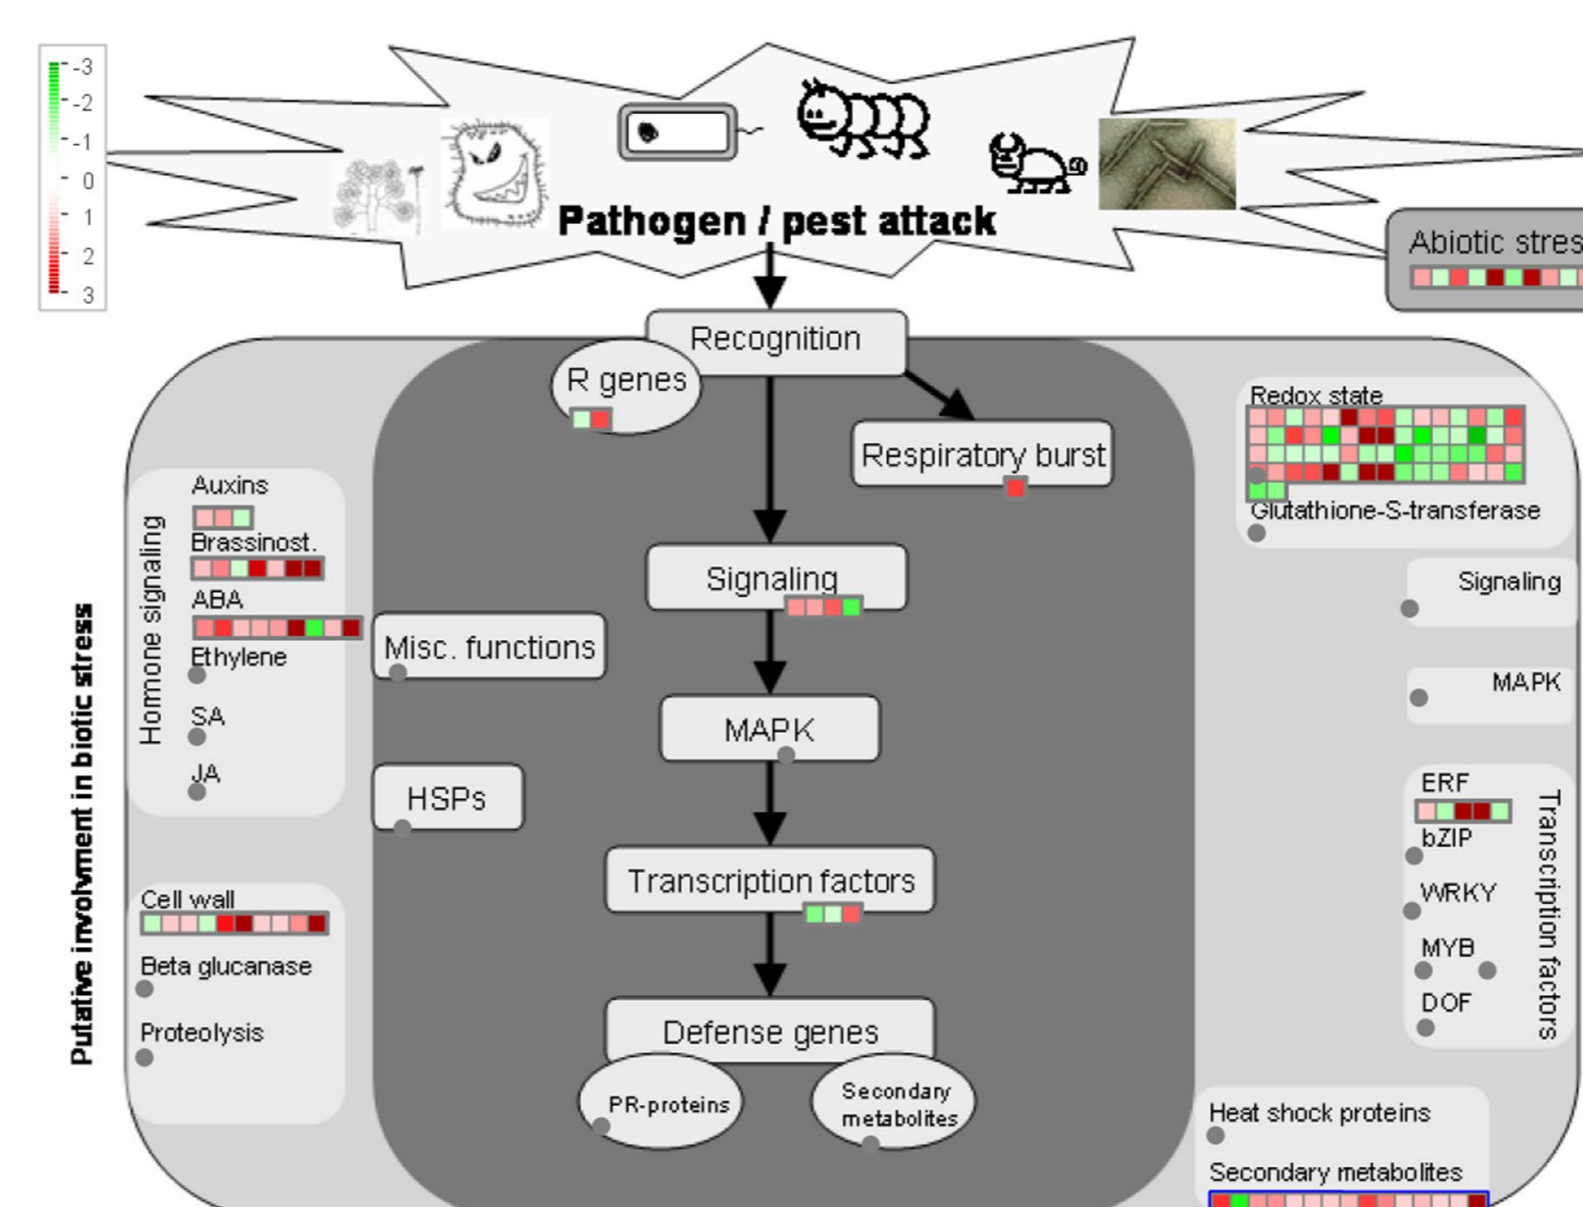 -3
-2
-1
0
1
2
3
Pathogen / pest attack
Abiotic stres
Recognition
R genes
Respiratory burst
Redox state
Glutathione-S-transferase
Hormone signaling
Auxins
Brassinost.
ABA
Ethylene
SA
JA
Signaling
Signaling
Misc. functions
MAPK
MAPK
HSPs
Putative involvment in biotic stress
Transcription factors
ERF
bZIP
WRKY
MYB
DOF
Transcription factors
Cell wall
Beta glucanase
Proteolysis
Defense genes
PR-proteins
Secondary
metabolites
Heat shock proteins
Secondary metabolites